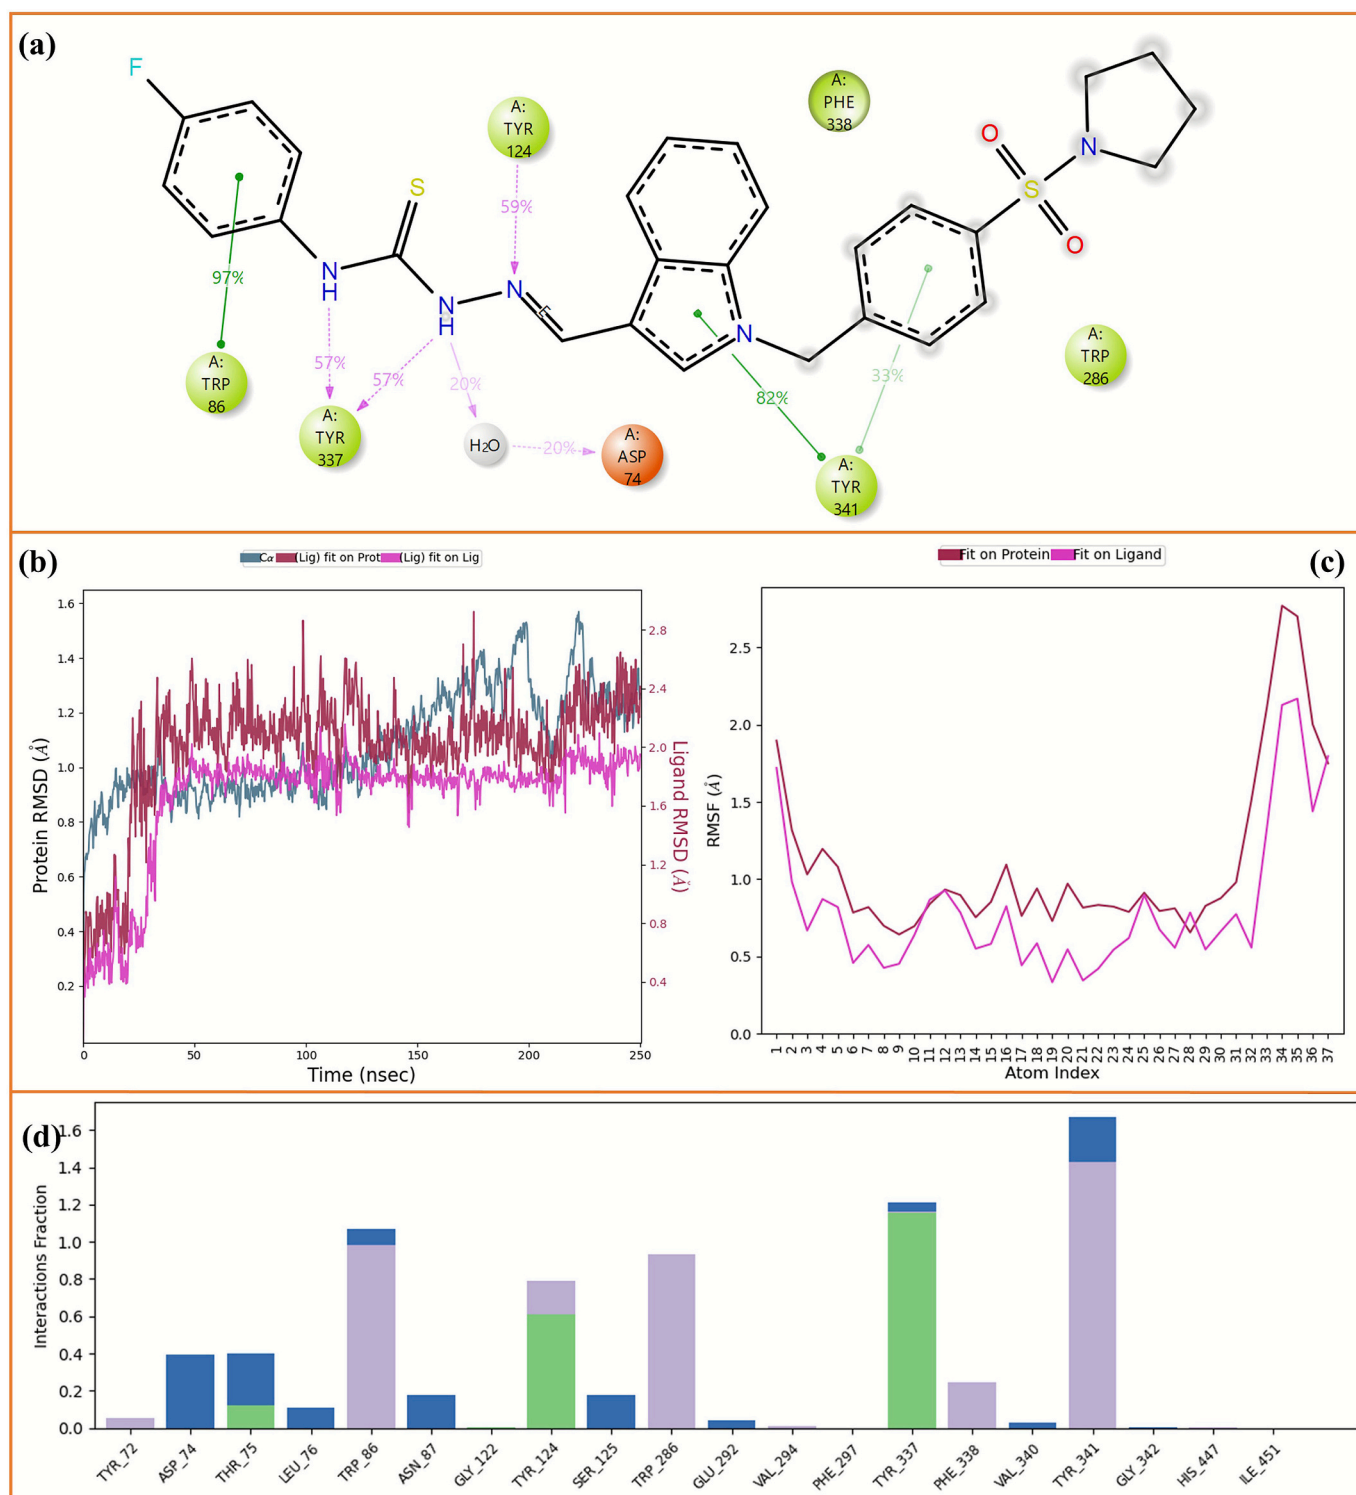 (a)
F
S
N
H
N
H
N
E
N
S
O
O
N
A:
TYR
124
A:
PHE
338
A:
TRP
286
A:
TRP
86
A:
TYR
337
H2O
A:
ASP
74
A:
TYR
341
59%
97%
57%
57%
20%
20%
82%
33%
(b)
Cα (Lig) fit on Prot (Lig) fit on Lig
1.6
1.4
1.2
1.0
0.8
0.6
0.4
0.2
Protein RMSD (Å)
2.8
2.4
2.0
1.6
1.2
0.8
0.4
Ligand RMSD (Å)
0 50 100 150 200 250
Time (nsec)
(c)
Fit on Protein Fit on Ligand
2.5
2.0
1.5
1.0
0.5
0.0
RMSF (Å)
1 2 3 4 5 6 7 8 9 10 11 12 13 14 15 16 17 18 19 20 21 22 23 24 25 26 27 28 29 30 31 32 33 34 35 36 37
Atom Index
(d)
1.6
1.4
1.2
1.0
0.8
0.6
0.4
0.2
0.0
Interactions Fraction
TYR_72 ASP_74 THR_75 LEU_76 TRP_86 ASN_87 GLY_122 TYR_124 SER_125 TRP_286 GLU_292 VAL_294 PHE_297 TYR_337 PHE_338 VAL_340 TYR_341 GLY_342 HIS_447 ILE_451